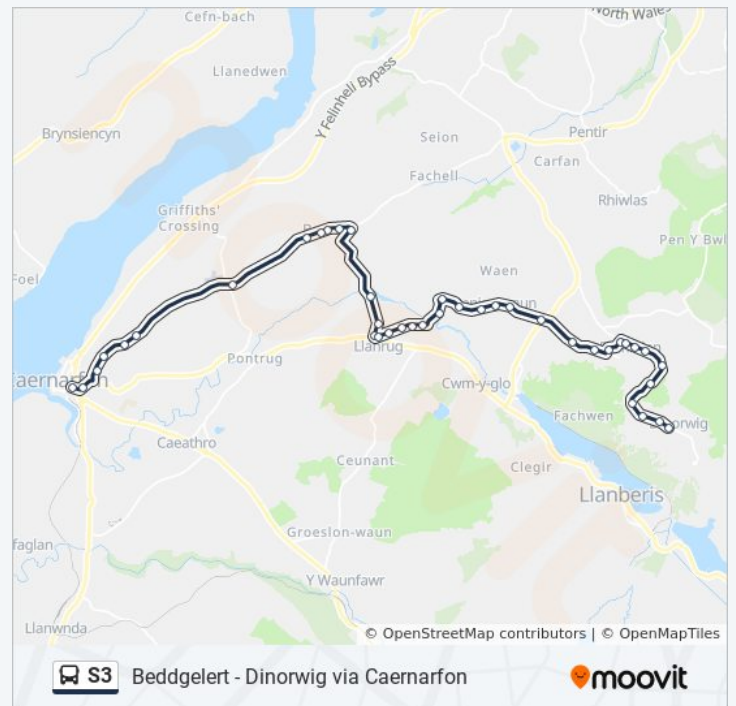 North Wales
Cefn-bach
Llanedwen
Y Felinheli Bypass
Brynsiencyn
Seion
Pentir
Carfan
Fachell
Rhiwlas
Griffiths'
Crossing
Pen Y Bwl
Foel
Waen
Llanrug
Pontrug
Caernarfon
Cwm-y-glo
Fachwen
Dinorwig
Caeathro
Ceunant
Clegir
Llanberis
Groeslon-waun
faglan
Y Waunfawr
Llanwnda
© OpenStreetMap contributors | © OpenMapTiles
S3 Beddgelert - Dinorwig via Caernarfon
moovit